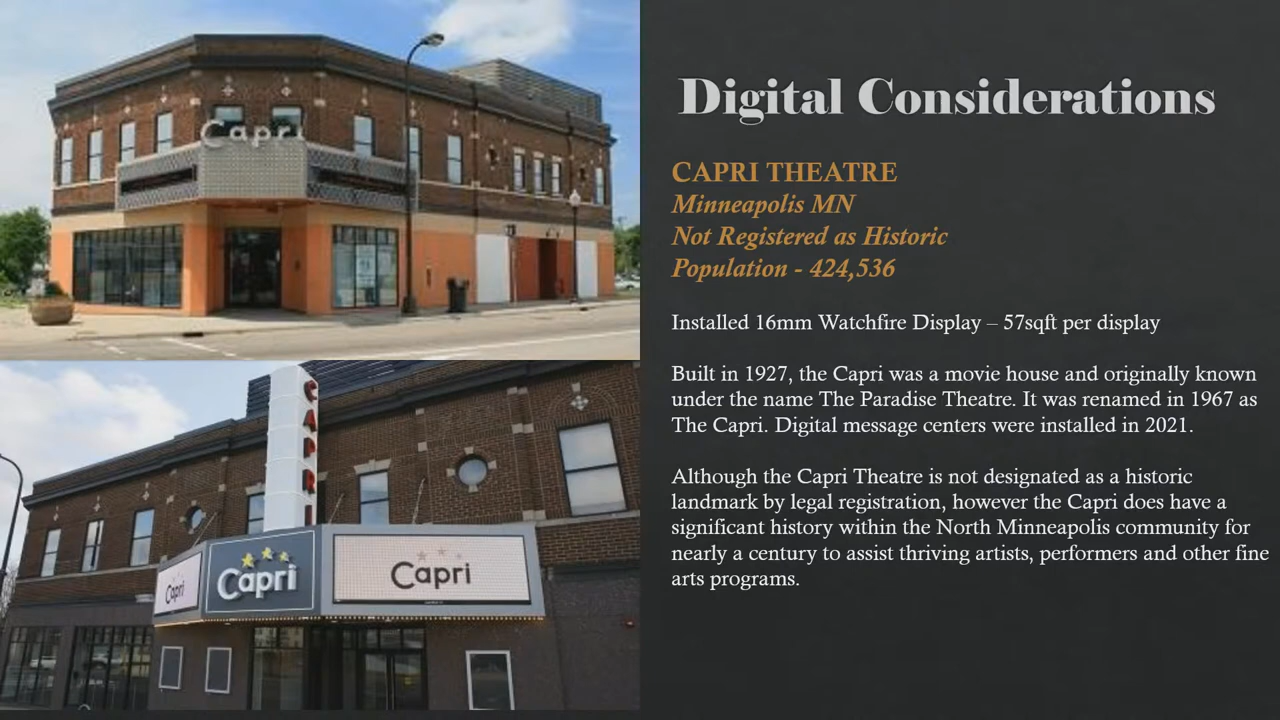 Capri
CAPRI
Capri
Capri
Capri
Digital Considerations
CAPRI THEATRE
Minneapolis MN
Not Registered as Historic
Population - 424,536
Installed 16mm Watchfire Display – 57sqft per display
Built in 1927, the Capri was a movie house and originally known
under the name The Paradise Theatre. It was renamed in 1967 as
The Capri. Digital message centers were installed in 2021.
Although the Capri Theatre is not designated as a historic
landmark by legal registration, however the Capri does have a
significant history within the North Minneapolis community for
nearly a century to assist thriving artists, performers and other fine
arts programs.